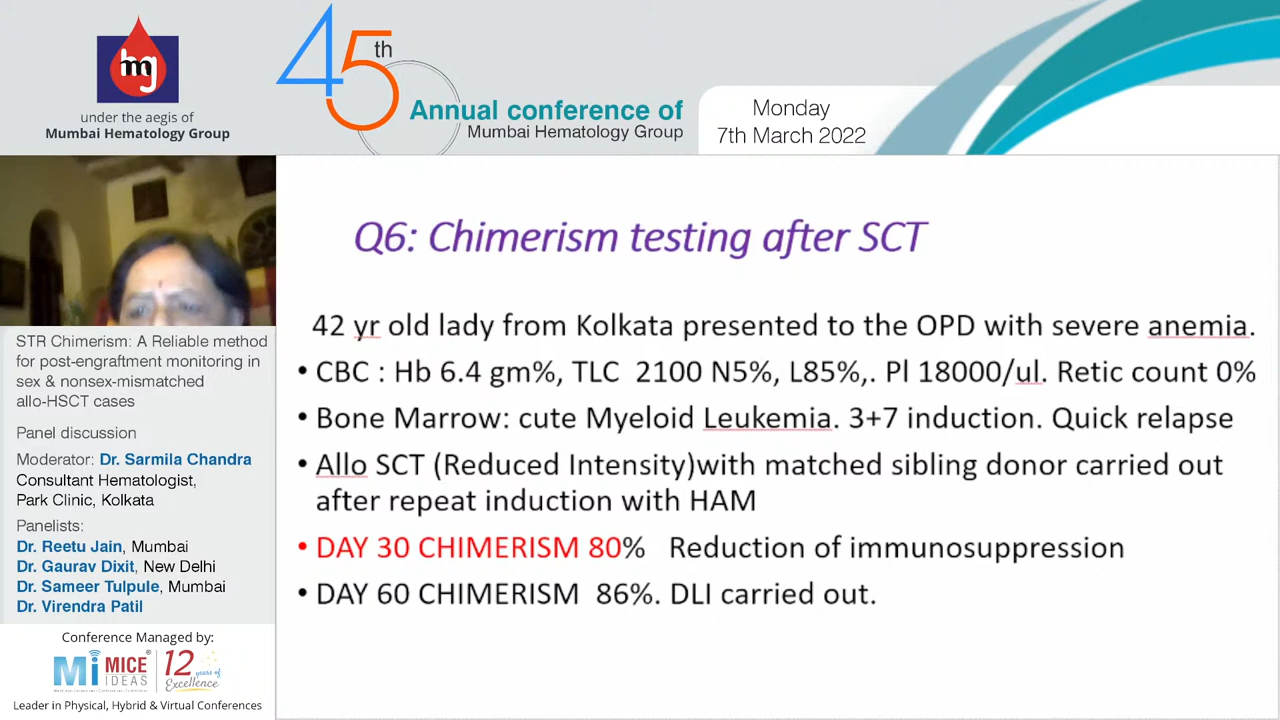 hmg
under the aegis of
Mumbai Hematology Group
45th
Annual conference of
Mumbai Hematology Group
Monday
7th March 2022
STR Chimerism: A Reliable method
for post-engraftment monitoring in
sex & nonsex-mismatched
allo-HSCT cases
Panel discussion
Moderator: Dr. Sarmila Chandra
Consultant Hematologist,
Park Clinic, Kolkata
Panelists:
Dr. Reetu Jain, Mumbai
Dr. Gaurav Dixit, New Delhi
Dr. Sameer Tulpule, Mumbai
Dr. Virendra Patil
Conference Managed by:
Mi MICE IDEAS 12 years of Excellence
Leader in Physical, Hybrid & Virtual Conferences
Q6: Chimerism testing after SCT
42 yr old lady from Kolkata presented to the OPD with severe anemia.
• CBC : Hb 6.4 gm%, TLC 2100 N5%, L85%,. Pl 18000/ul. Retic count 0%
• Bone Marrow: cute Myeloid Leukemia. 3+7 induction. Quick relapse
• Allo SCT (Reduced Intensity)with matched sibling donor carried out
after repeat induction with HAM
• DAY 30 CHIMERISM 80% Reduction of immunosuppression
• DAY 60 CHIMERISM 86%. DLI carried out.